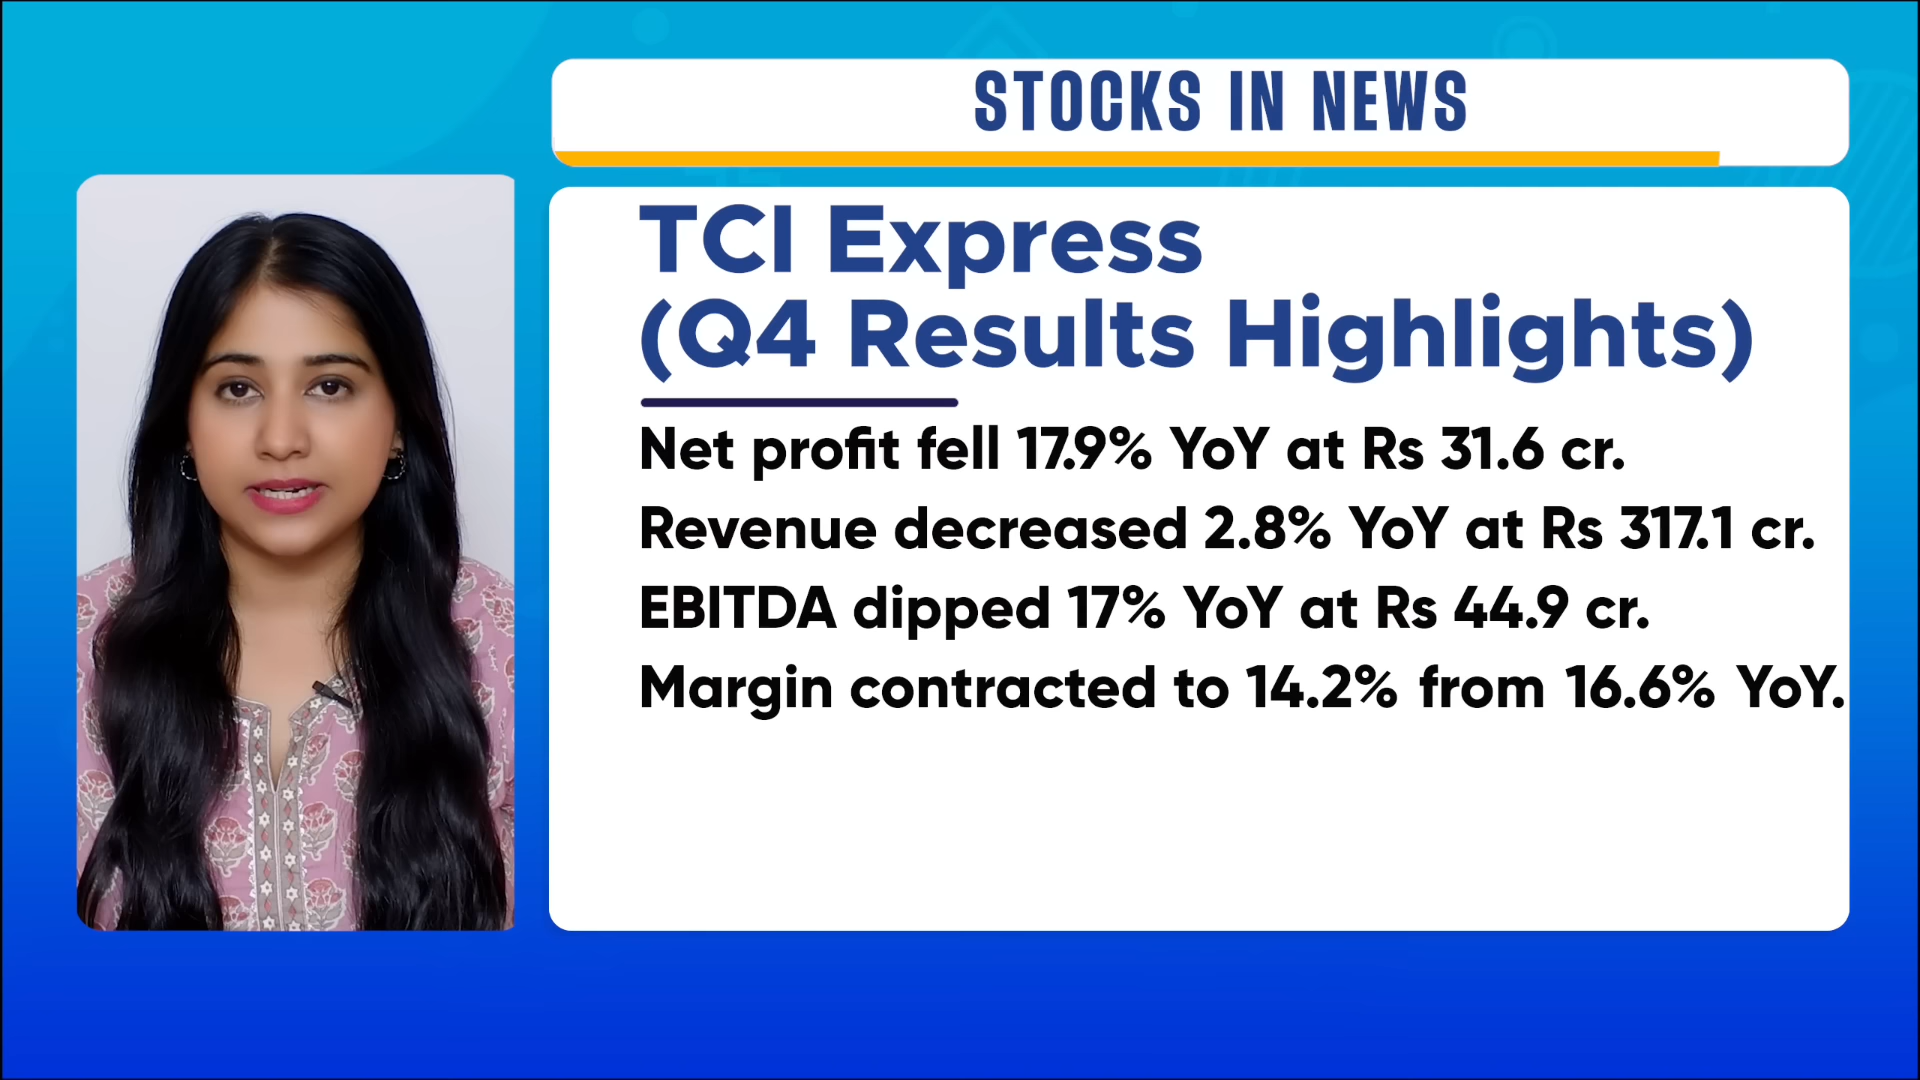 STOCKS IN NEWS
TCI Express
(Q4 Results Highlights)
Net profit fell 17.9% YoY at Rs 31.6 cr.
Revenue decreased 2.8% YoY at Rs 317.1 cr.
EBITDA dipped 17% YoY at Rs 44.9 cr.
Margin contracted to 14.2% from 16.6% YoY.